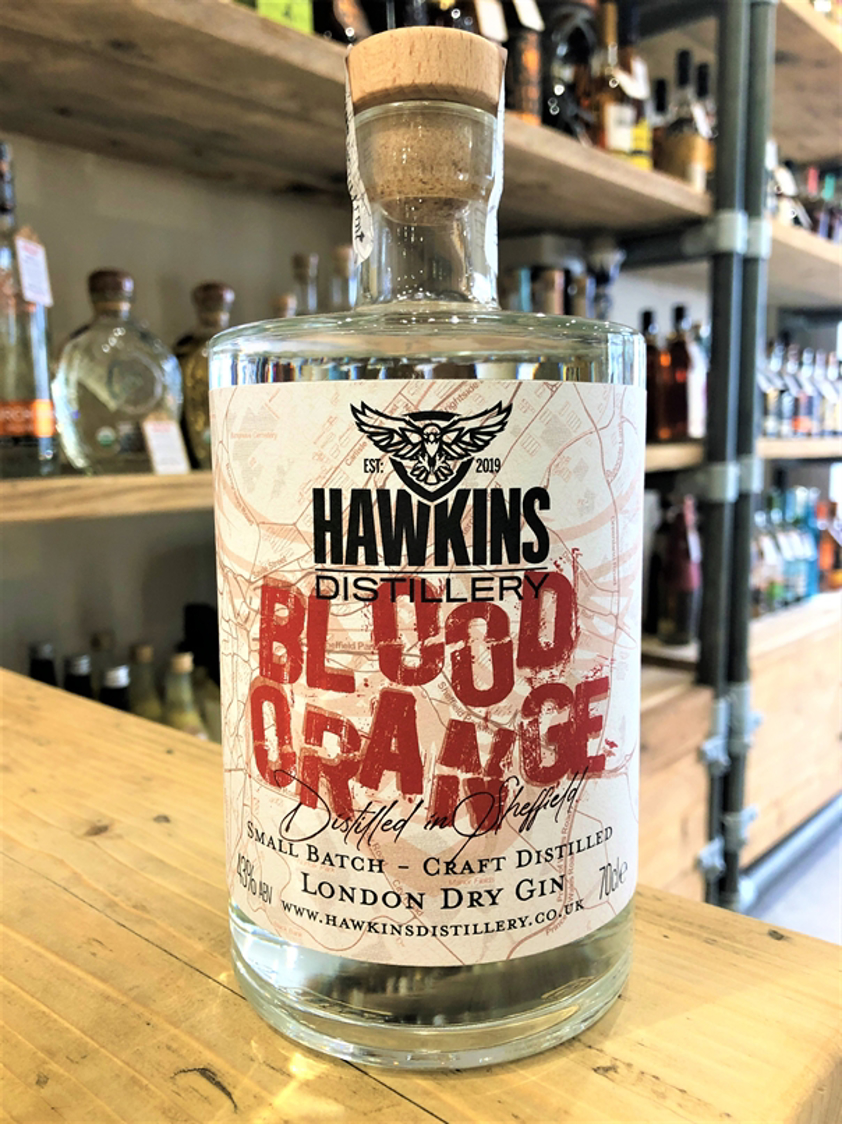 EST: 2019
HAWKINS
DISTILLERY
BLOOD
ORANGE
Distilled in Sheffield
SMALL BATCH - CRAFT DISTILLED
43% ABV LONDON DRY GIN 70cle
WWW.HAWKINSDISTILLERY.CO.UK